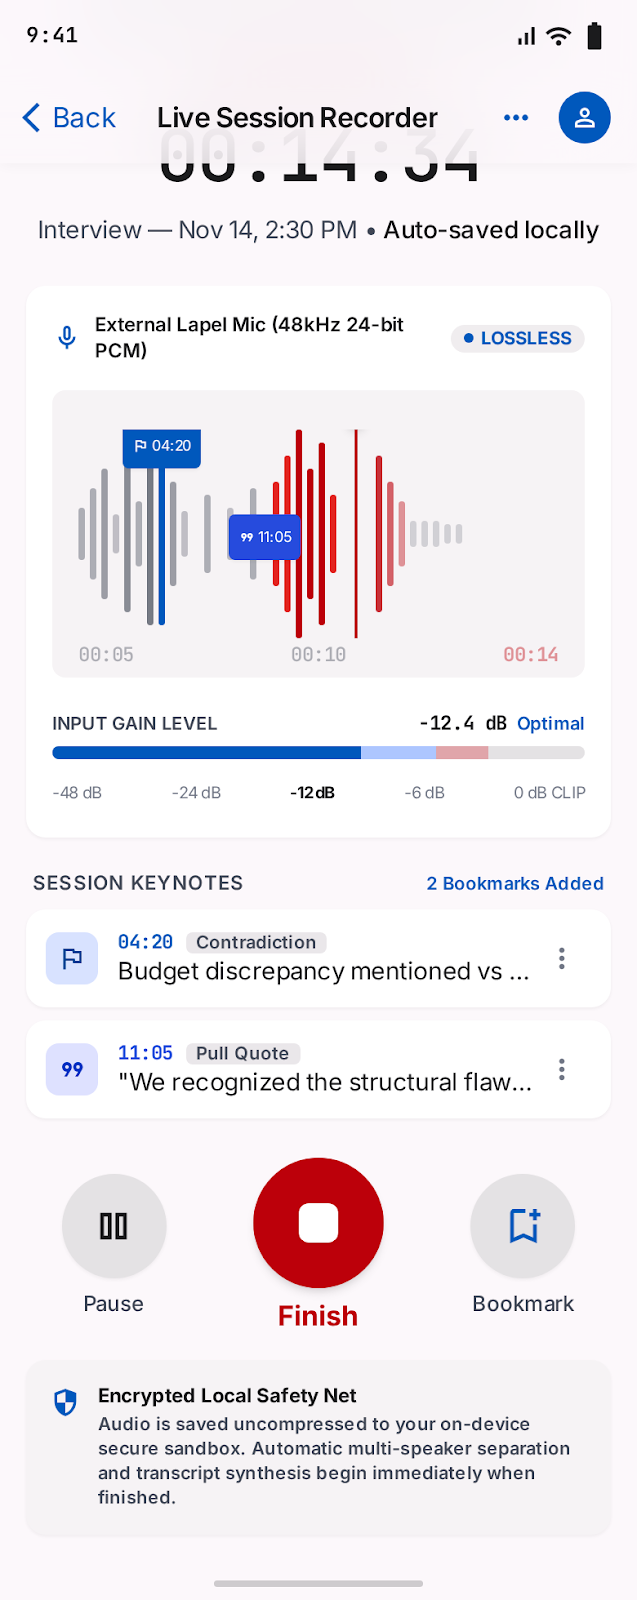 9:41
Back
Live Session Recorder
00:14:34
Interview — Nov 14, 2:30 PM • Auto-saved locally
External Lapel Mic (48kHz 24-bit
PCM)
LOSSLESS
04:20
11:05
00:05
00:10
00:14
INPUT GAIN LEVEL
-12.4 dB Optimal
-48 dB
-24 dB
-12dB
-6 dB
0 dB CLIP
SESSION KEYNOTES
2 Bookmarks Added
04:20 Contradiction
Budget discrepancy mentioned vs ...
11:05 Pull Quote
"We recognized the structural flaw...
Pause
Finish
Bookmark
Encrypted Local Safety Net
Audio is saved uncompressed to your on-device
secure sandbox. Automatic multi-speaker separation
and transcript synthesis begin immediately when
finished.